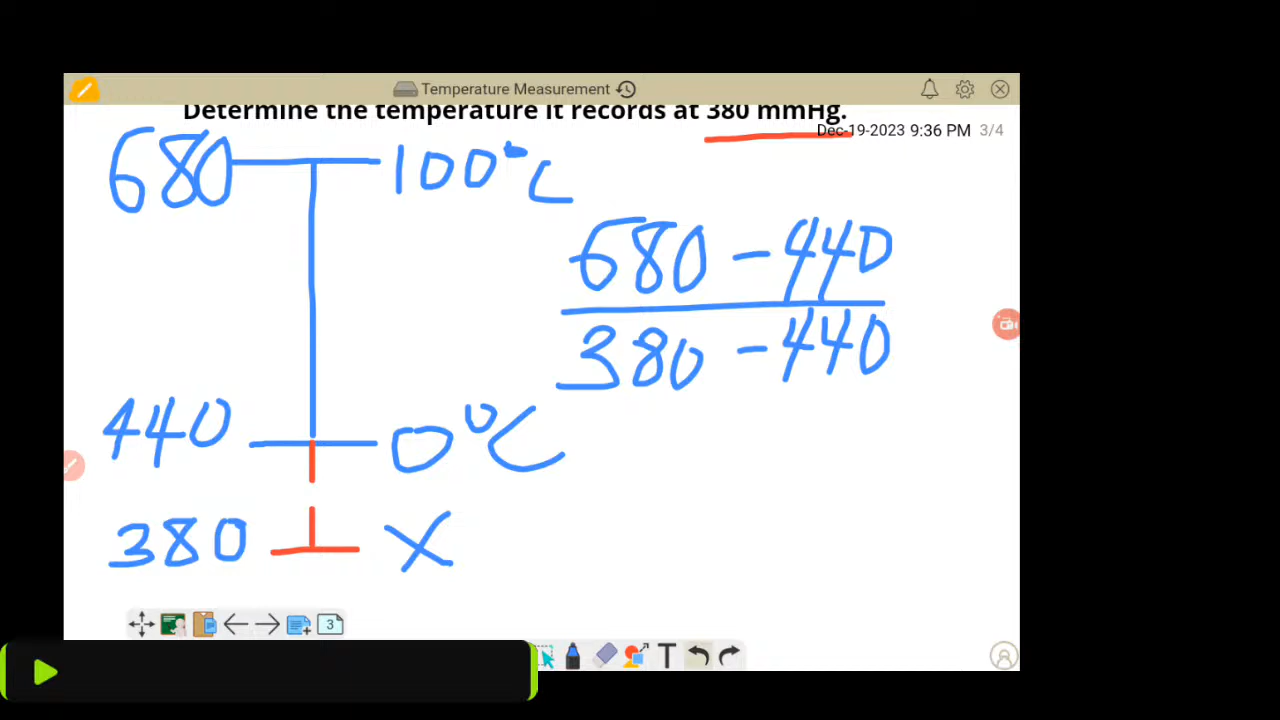 Temperature Measurement
Determine the temperature it records at 380 mmHg.
Dec-19-2023 9:36 PM 3/4
680 100°C
680 - 440
380 - 440
440 0°C
380 X
3
T